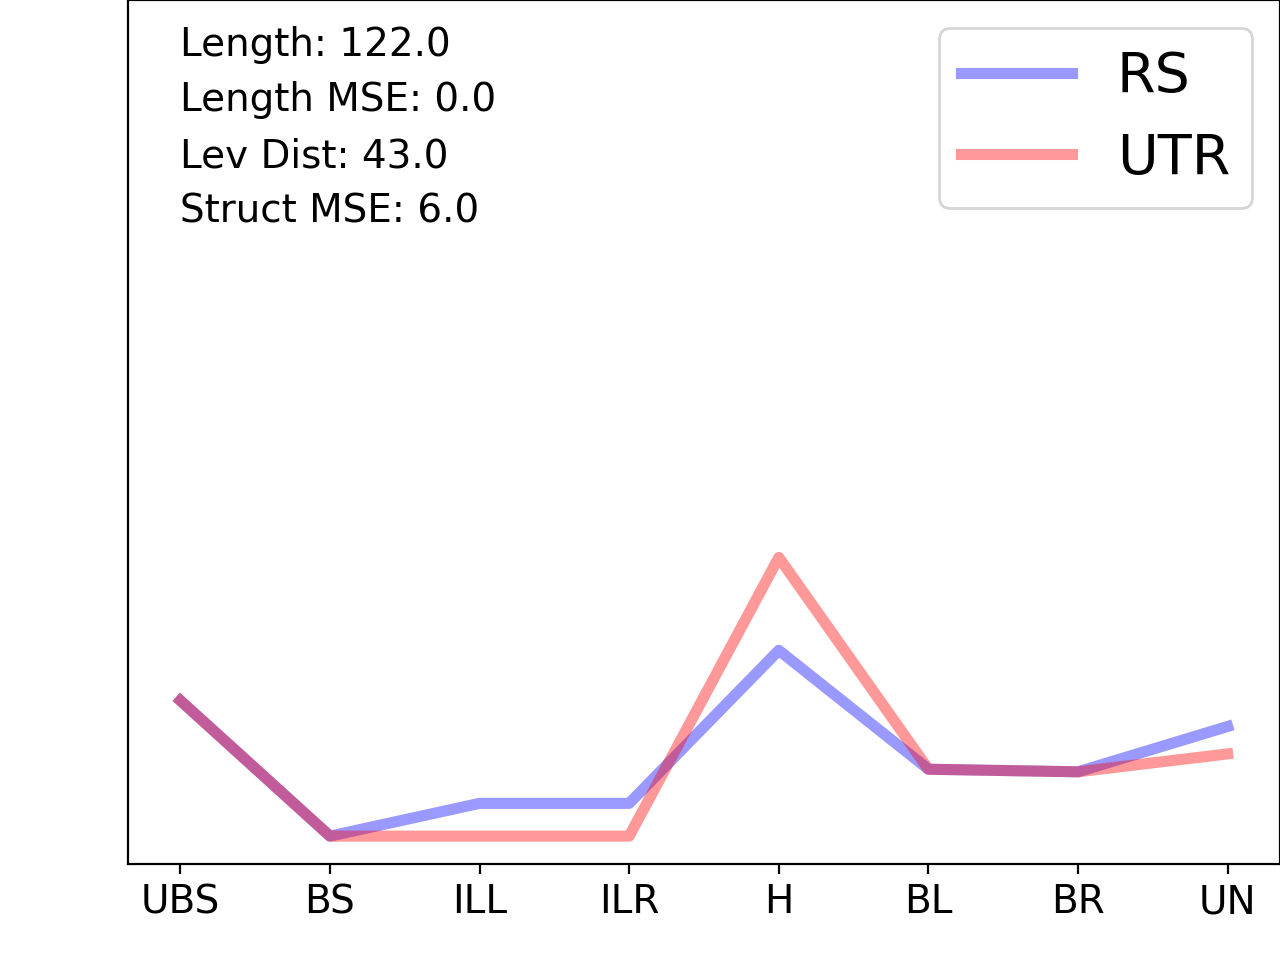 Length: 122.0
Length MSE: 0.0
Lev Dist: 43.0
Struct MSE: 6.0
RS
UTR
UBS BS ILL ILR H BL BR UN